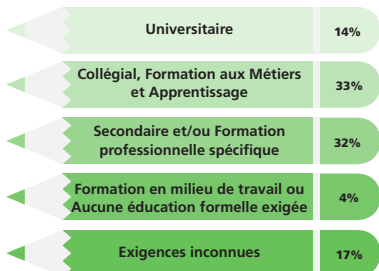 Universitaire
14%
Collégial, Formation aux Métiers
et Apprentissage
33%
Secondaire et/ou Formation
professionnelle spécifique
32%
Formation en milieu de travail ou
Aucune éducation formelle exigée
4%
Exigences inconnues
17%